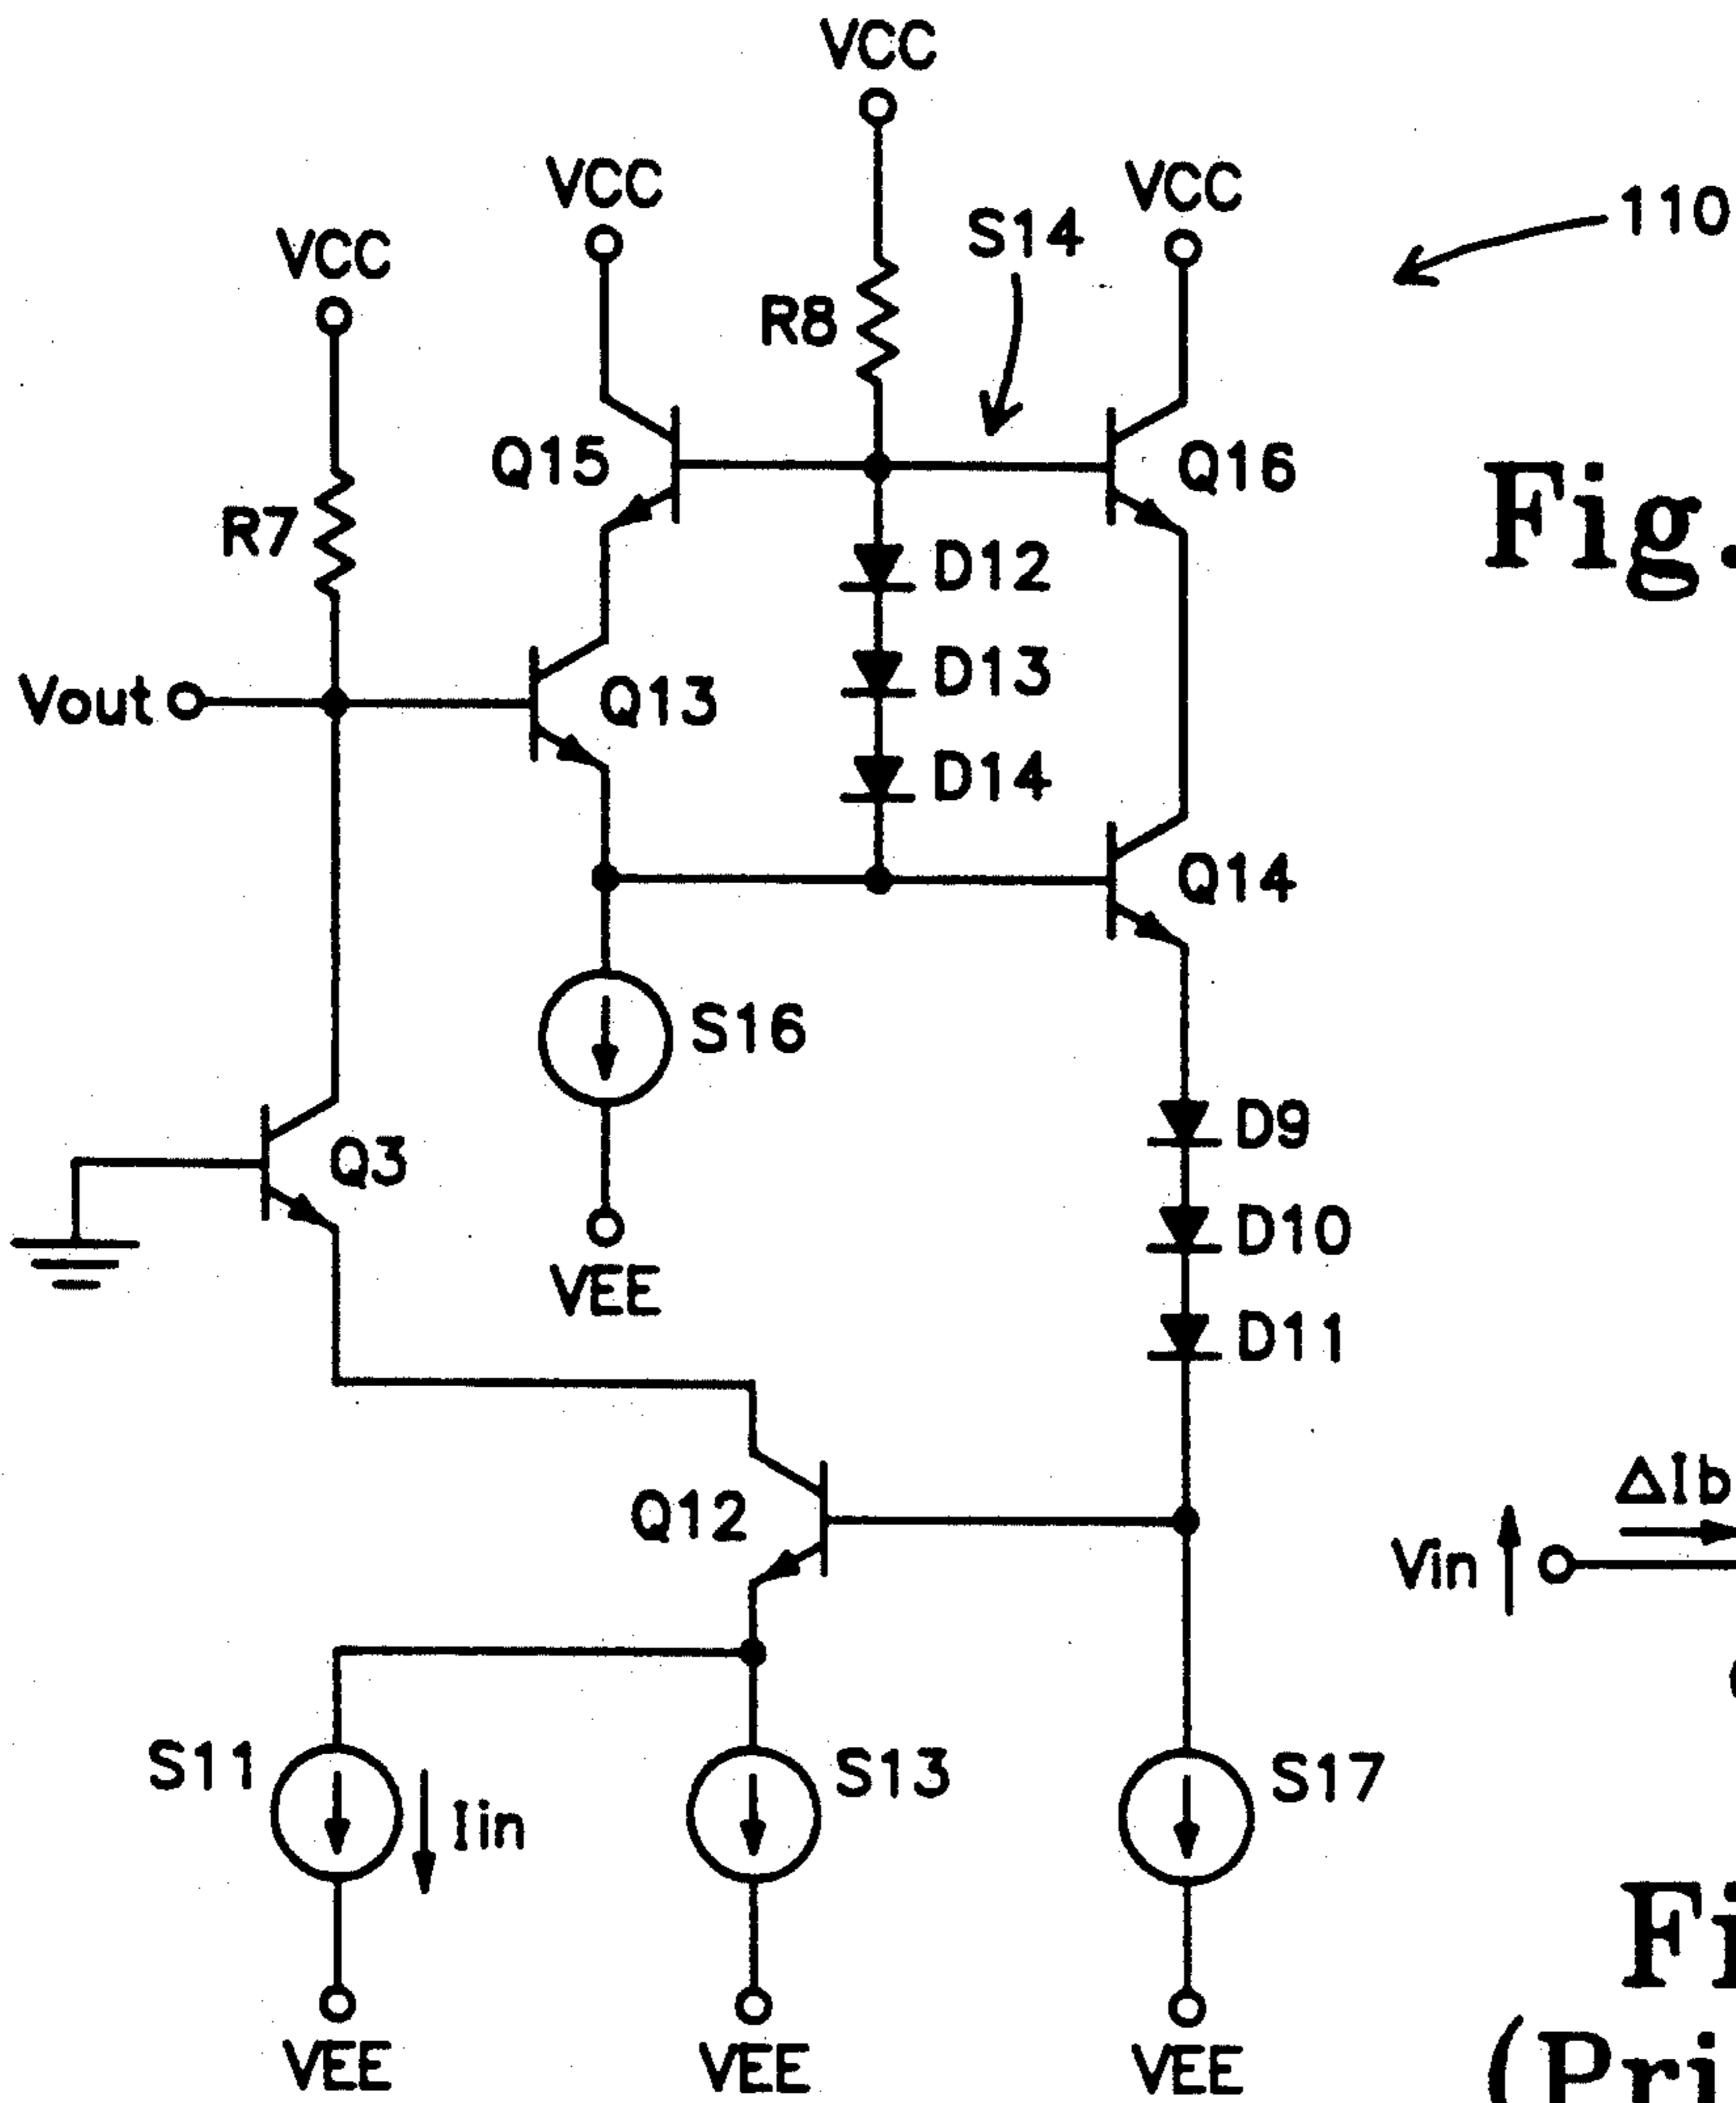 VCC
VCC
VCC
S14
110
VCC
R8
Q15
Q16
Fig.
R7
D12
D13
Vout
Q13
D14
Q14
S16
D9
Q3
D10
VEE
D11
ΔIb
Q12
Vin
S11
S13
S17
Iin
VEE
VEE
VEE
(Pri